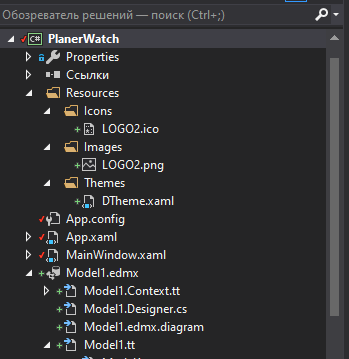 Обозреватель решений — поиск (Ctrl+;)
C# PlanerWatch
Properties
Ссылки
Resources
Icons
LOGO2.ico
Images
LOGO2.png
Themes
DTheme.xaml
App.config
App.xaml
MainWindow.xaml
Model1.edmx
Model1.Context.tt
Model1.Designer.cs
Model1.edmx.diagram
Model1.tt